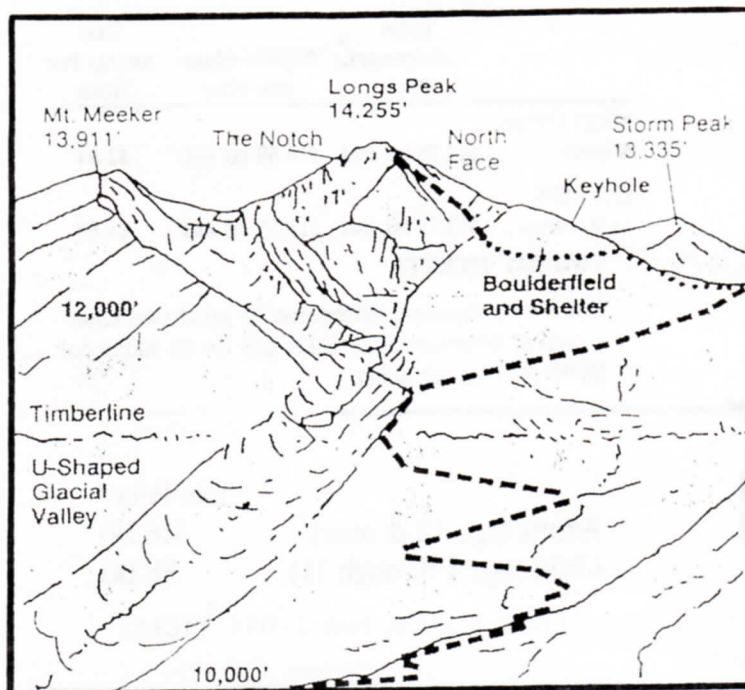 Longs Peak
14.255'
Mt. Meeker
13.911'
The Notch
North
Face
Storm Peak
13.335'
Keyhole
Boulderfield
and Shelter
12,000'
Timberline
U-Shaped
Glacial
Valley
10,000'